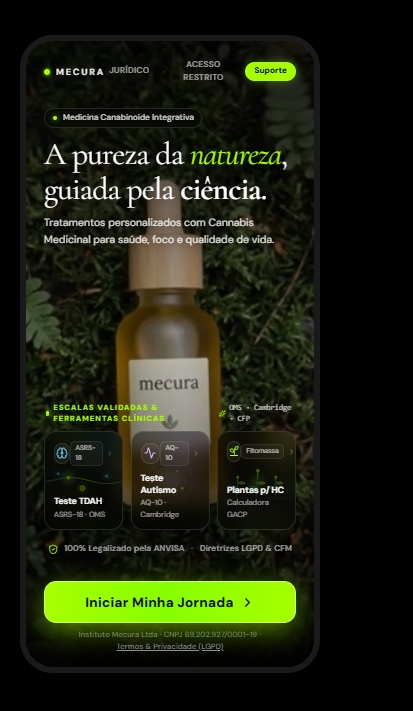 MECURA
JURÍDICO
ACESSO
RESTRITO
Suporte
Medicina Canabinoide Integrativa
A pureza da natureza,
guiada pela ciência.
Tratamentos personalizados com Cannabis
Medicinal para saúde, foco e qualidade de vida.
mecura
ESCALAS VALIDADAS &
FERRAMENTAS CLÍNICAS
OMS • Cambridge
• CFP
ASRS-
18
Teste TDAH
ASRS-18 · OMS
AQ-
10
Teste
Autismo
AQ-10 ·
Cambridge
Fitomassa
Plantas p/ HC
Calculadora
GACP
100% Legalizado pela ANVISA · Diretrizes LGPD & CFM
Iniciar Minha Jornada
Instituto Mecura Ltda · CNPJ 69.202.927/0001-19 ·
Termos & Privacidade (LGPD)